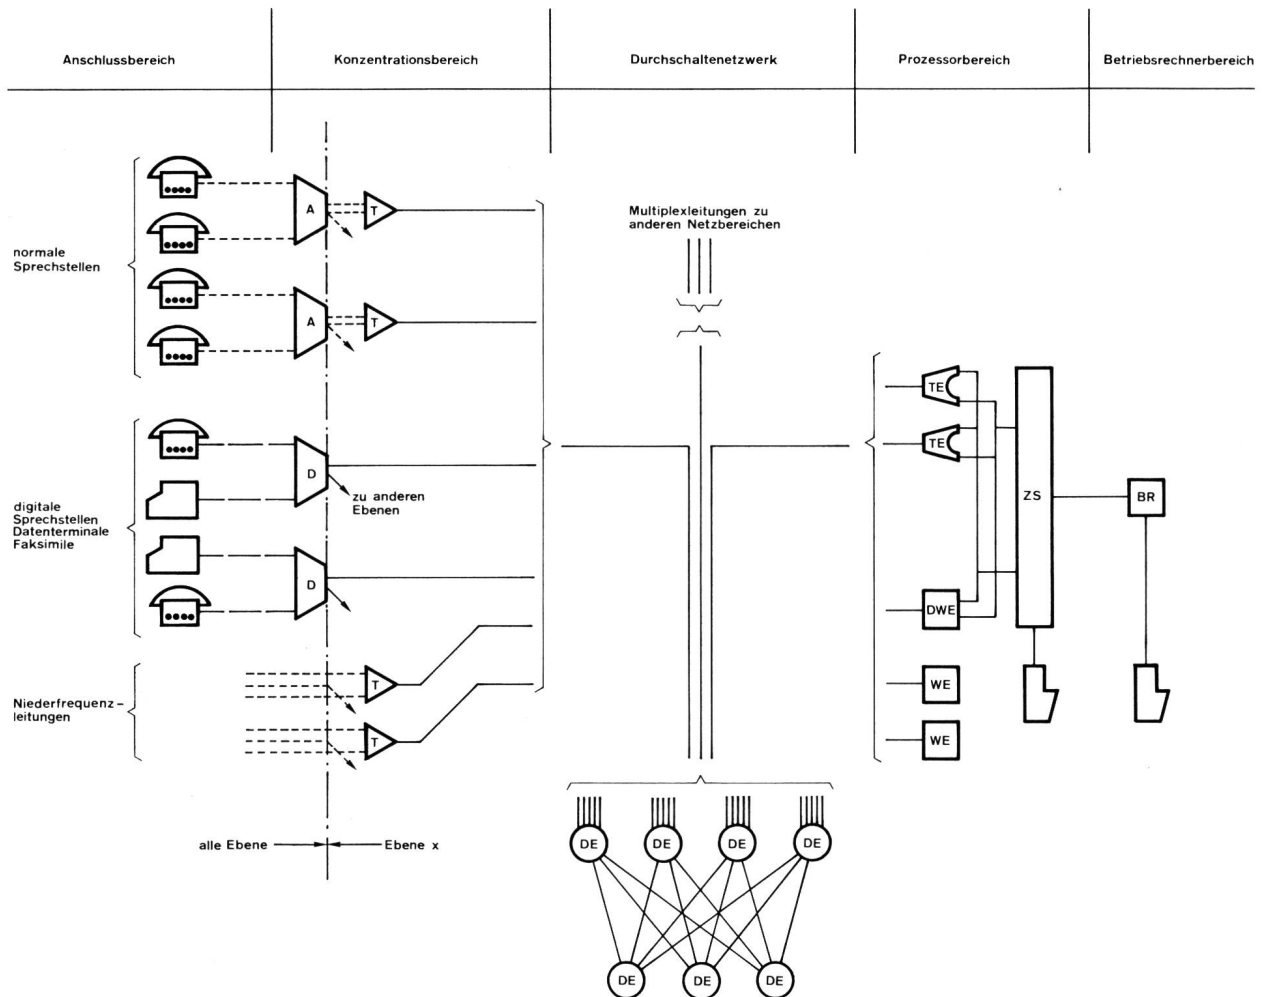 Anschlussbereich
Konzentrationsbereich
Durchschaltenetzwerk
Prozessorbereich
Betriebsrechnerbereich
normale
Sprechstellen
A
T
A
T
Multiplexleitungen zu
anderen Netzbereichen
digitale
Sprechstellen
Datenterminale
Faksimile
D
zu anderen
Ebenen
D
Niederfrequenz-
leitungen
T
T
alle Ebene
Ebene x
TE
TE
ZS
BR
DWE
WE
WE
DE
DE
DE
DE
DE
DE
DE